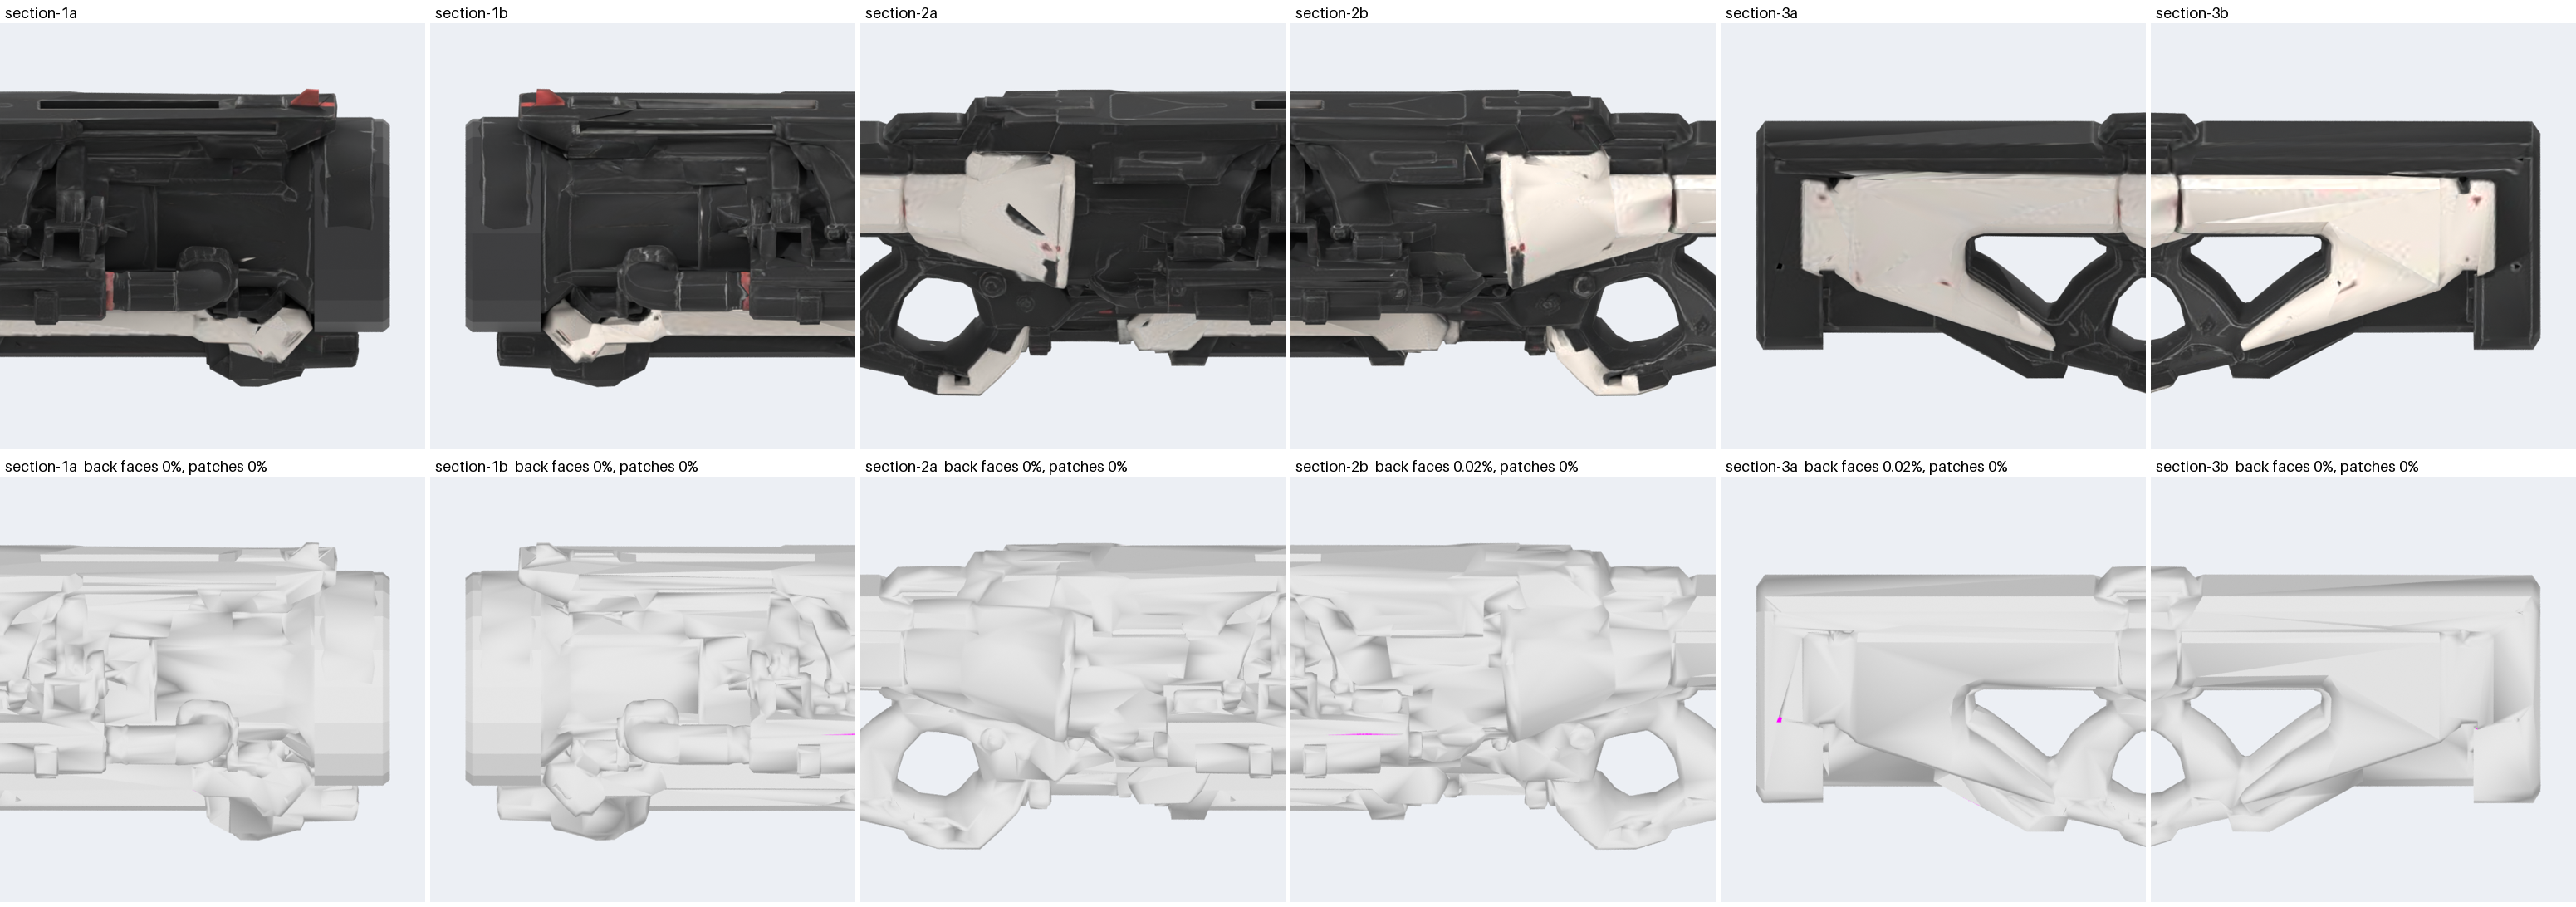 section-1a
section-1b
section-2a
section-2b
section-3a
section-3b
section-1a back faces 0%, patches 0%
section-1b back faces 0%, patches 0%
section-2a back faces 0%, patches 0%
section-2b back faces 0.02%, patches 0%
section-3a back faces 0.02%, patches 0%
section-3b back faces 0%, patches 0%